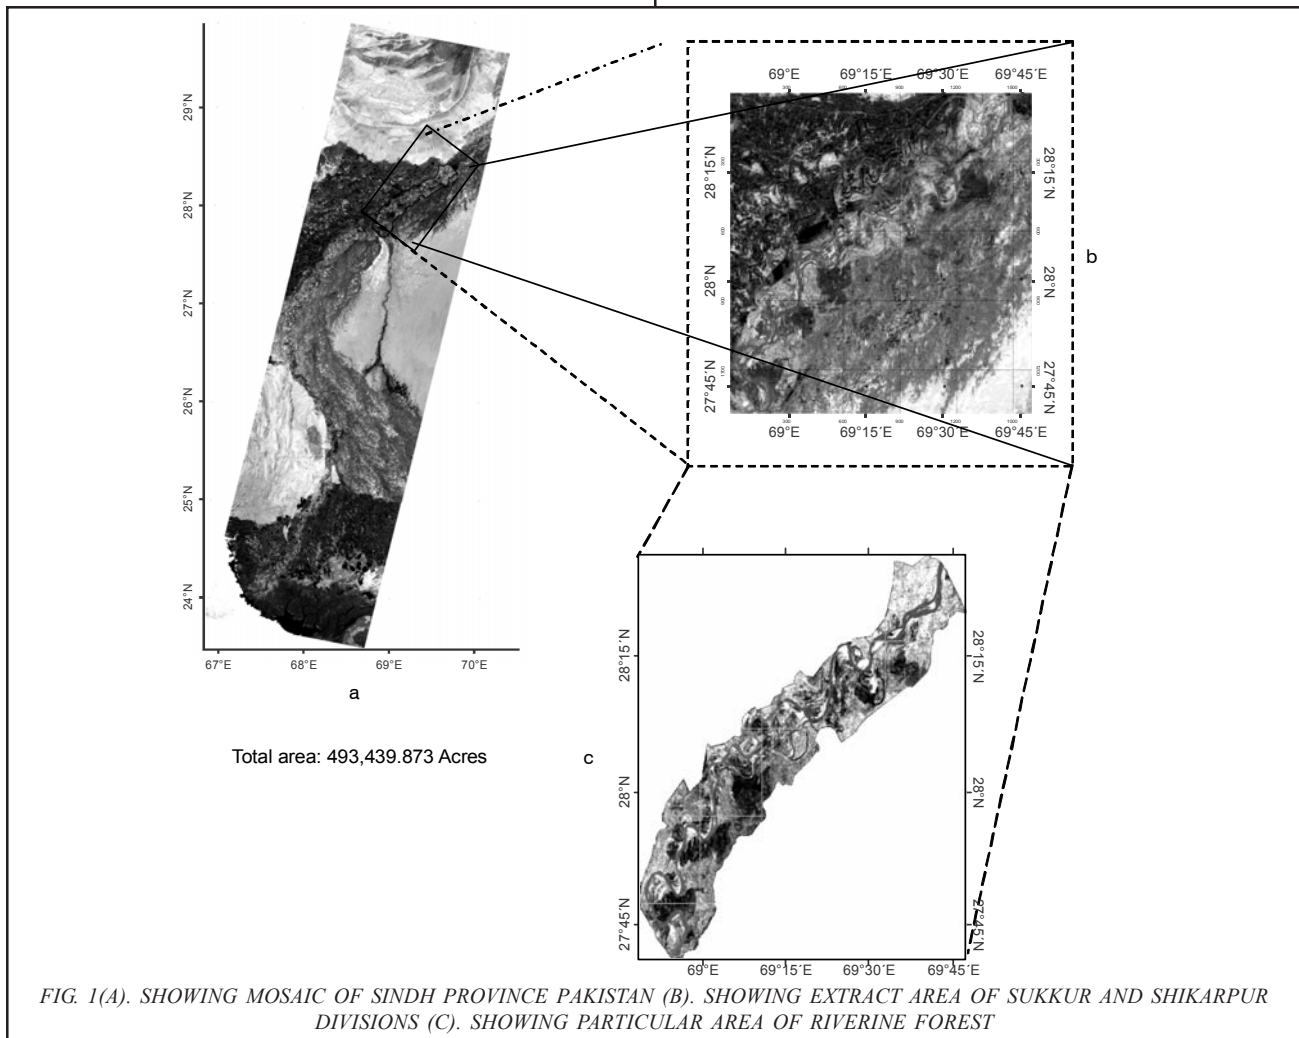 29°N
28°N
27°N
26°N
25°N
24°N
67°E 68°E 69°E 70°E
a
Total area: 493,439.873 Acres
69°E 69°15´E 69°30´E 69°45´E
28°15´N
28°N
27°45´N
28°15´N
28°N
27°45´N
69°E 69°15´E 69°30´E 69°45´E
b
c
28°15´N
28°N
27°45´N
28°15´N
28°N
27°45´N
69°E 69°15´E 69°30´E 69°45´E
FIG. 1(A). SHOWING MOSAIC OF SINDH PROVINCE PAKISTAN (B). SHOWING EXTRACT AREA OF SUKKUR AND SHIKARPUR
DIVISIONS (C). SHOWING PARTICULAR AREA OF RIVERINE FOREST